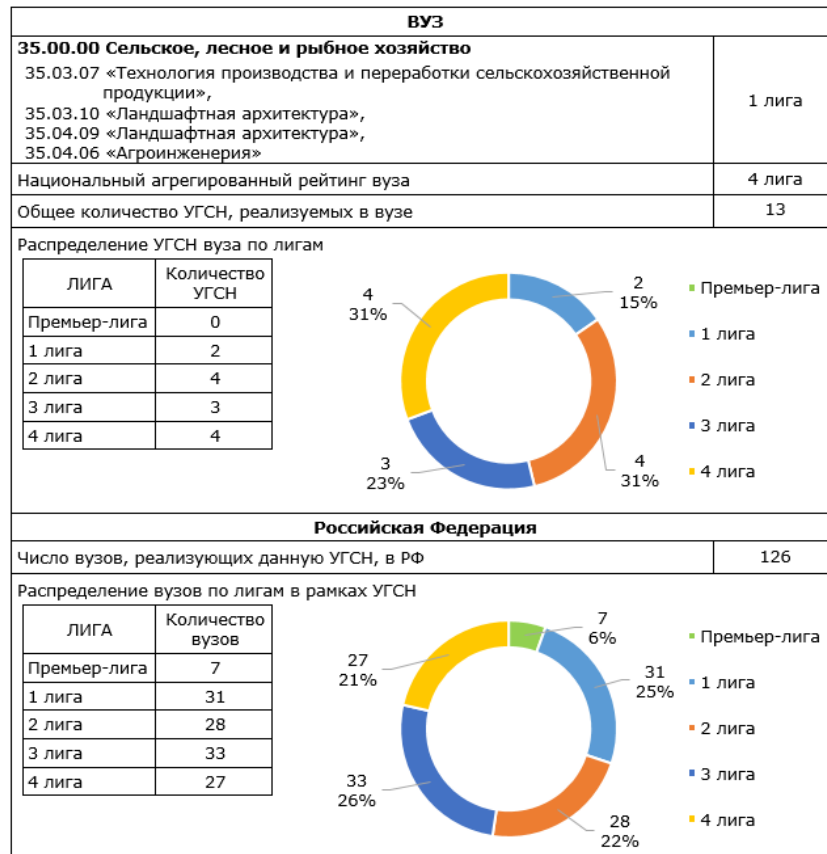 ВУЗ
35.00.00 Сельское, лесное и рыбное хозяйство
35.03.07 «Технология производства и переработки сельскохозяйственной
продукции»,
35.03.10 «Ландшафтная архитектура»,
35.04.09 «Ландшафтная архитектура»,
35.04.06 «Агроинженерия»
1 лига
Национальный агрегированный рейтинг вуза
4 лига
Общее количество УГСН, реализуемых в вузе
13
Распределение УГСН вуза по лигам
ЛИГА
Количество
УГСН
Премьер-лига
0
1 лига
2
2 лига
4
3 лига
3
4 лига
4
2
15%
4
31%
3
23%
4
31%
Премьер-лига
1 лига
2 лига
3 лига
4 лига
Российская Федерация
Число вузов, реализующих данную УГСН, в РФ
126
Распределение вузов по лигам в рамках УГСН
ЛИГА
Количество
вузов
Премьер-лига
7
1 лига
31
2 лига
28
3 лига
33
4 лига
27
7
6%
31
25%
28
22%
33
26%
27
21%
Премьер-лига
1 лига
2 лига
3 лига
4 лига